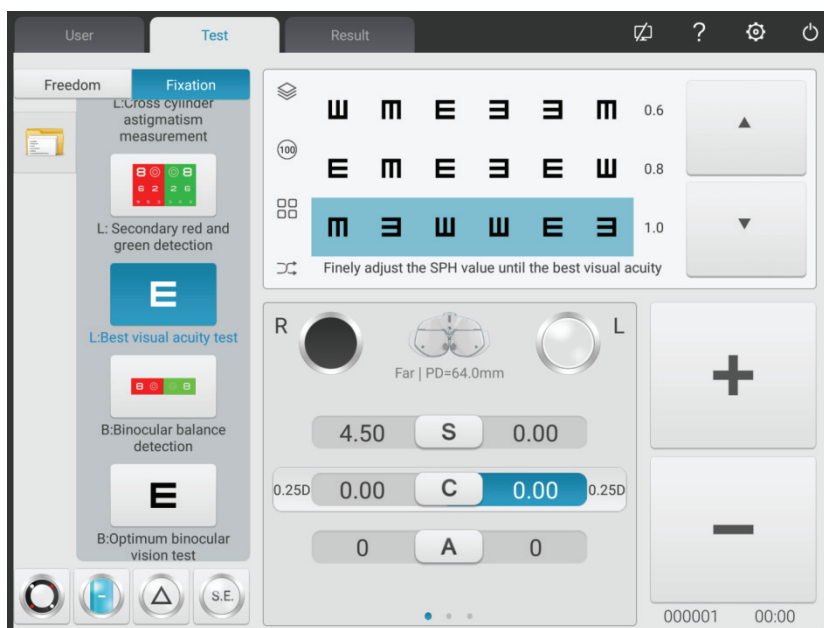 User
Test
Result
?
Freedom
Fixation
L:Cross cylinder
astigmatism
measurement
8 8
6 2 2 6
L: Secondary red and
green detection
E
L:Best visual acuity test
8 8
B:Binocular balance
detection
E
B:Optimum binocular
vision test
S.E.
100
Ш m E Ǝ Ǝ m 0.6
E m E Ǝ E Ш 0.8
m Ǝ Ш Ш E Ǝ 1.0
Finely adjust the SPH value until the best visual acuity
R
L
Far | PD=64.0mm
4.50 S 0.00
0.25D 0.00 C 0.00 0.25D
0 A 0
+
−
000001 00:00